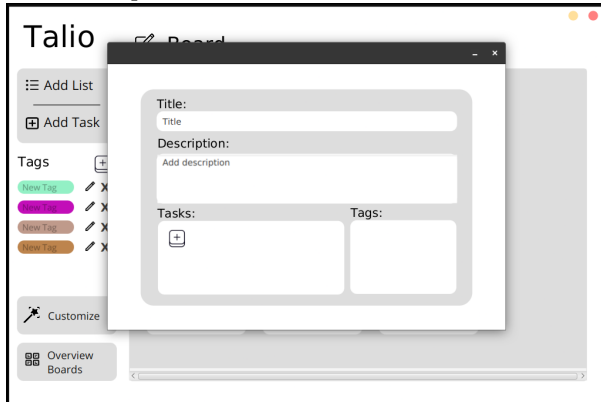 Talio
Board
Add List
Add Task
Tags
New Tag
New Tag
New Tag
New Tag
Customize
Overview
Boards
Title:
Title
Description:
Add description
Tasks:
Tags: